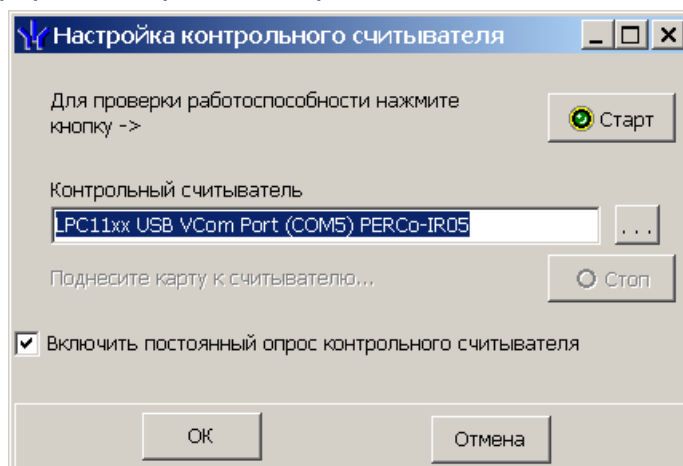 Настройка контрольного считывателя
Для проверки работоспособности нажмите
кнопку ->
Старт
Контрольный считыватель
LPC11xx USB VCom Port (COM5) PERCo-IR05
...
Поднесите карту к считывателю...
Стоп
Включить постоянный опрос контрольного считывателя
ОК
Отмена